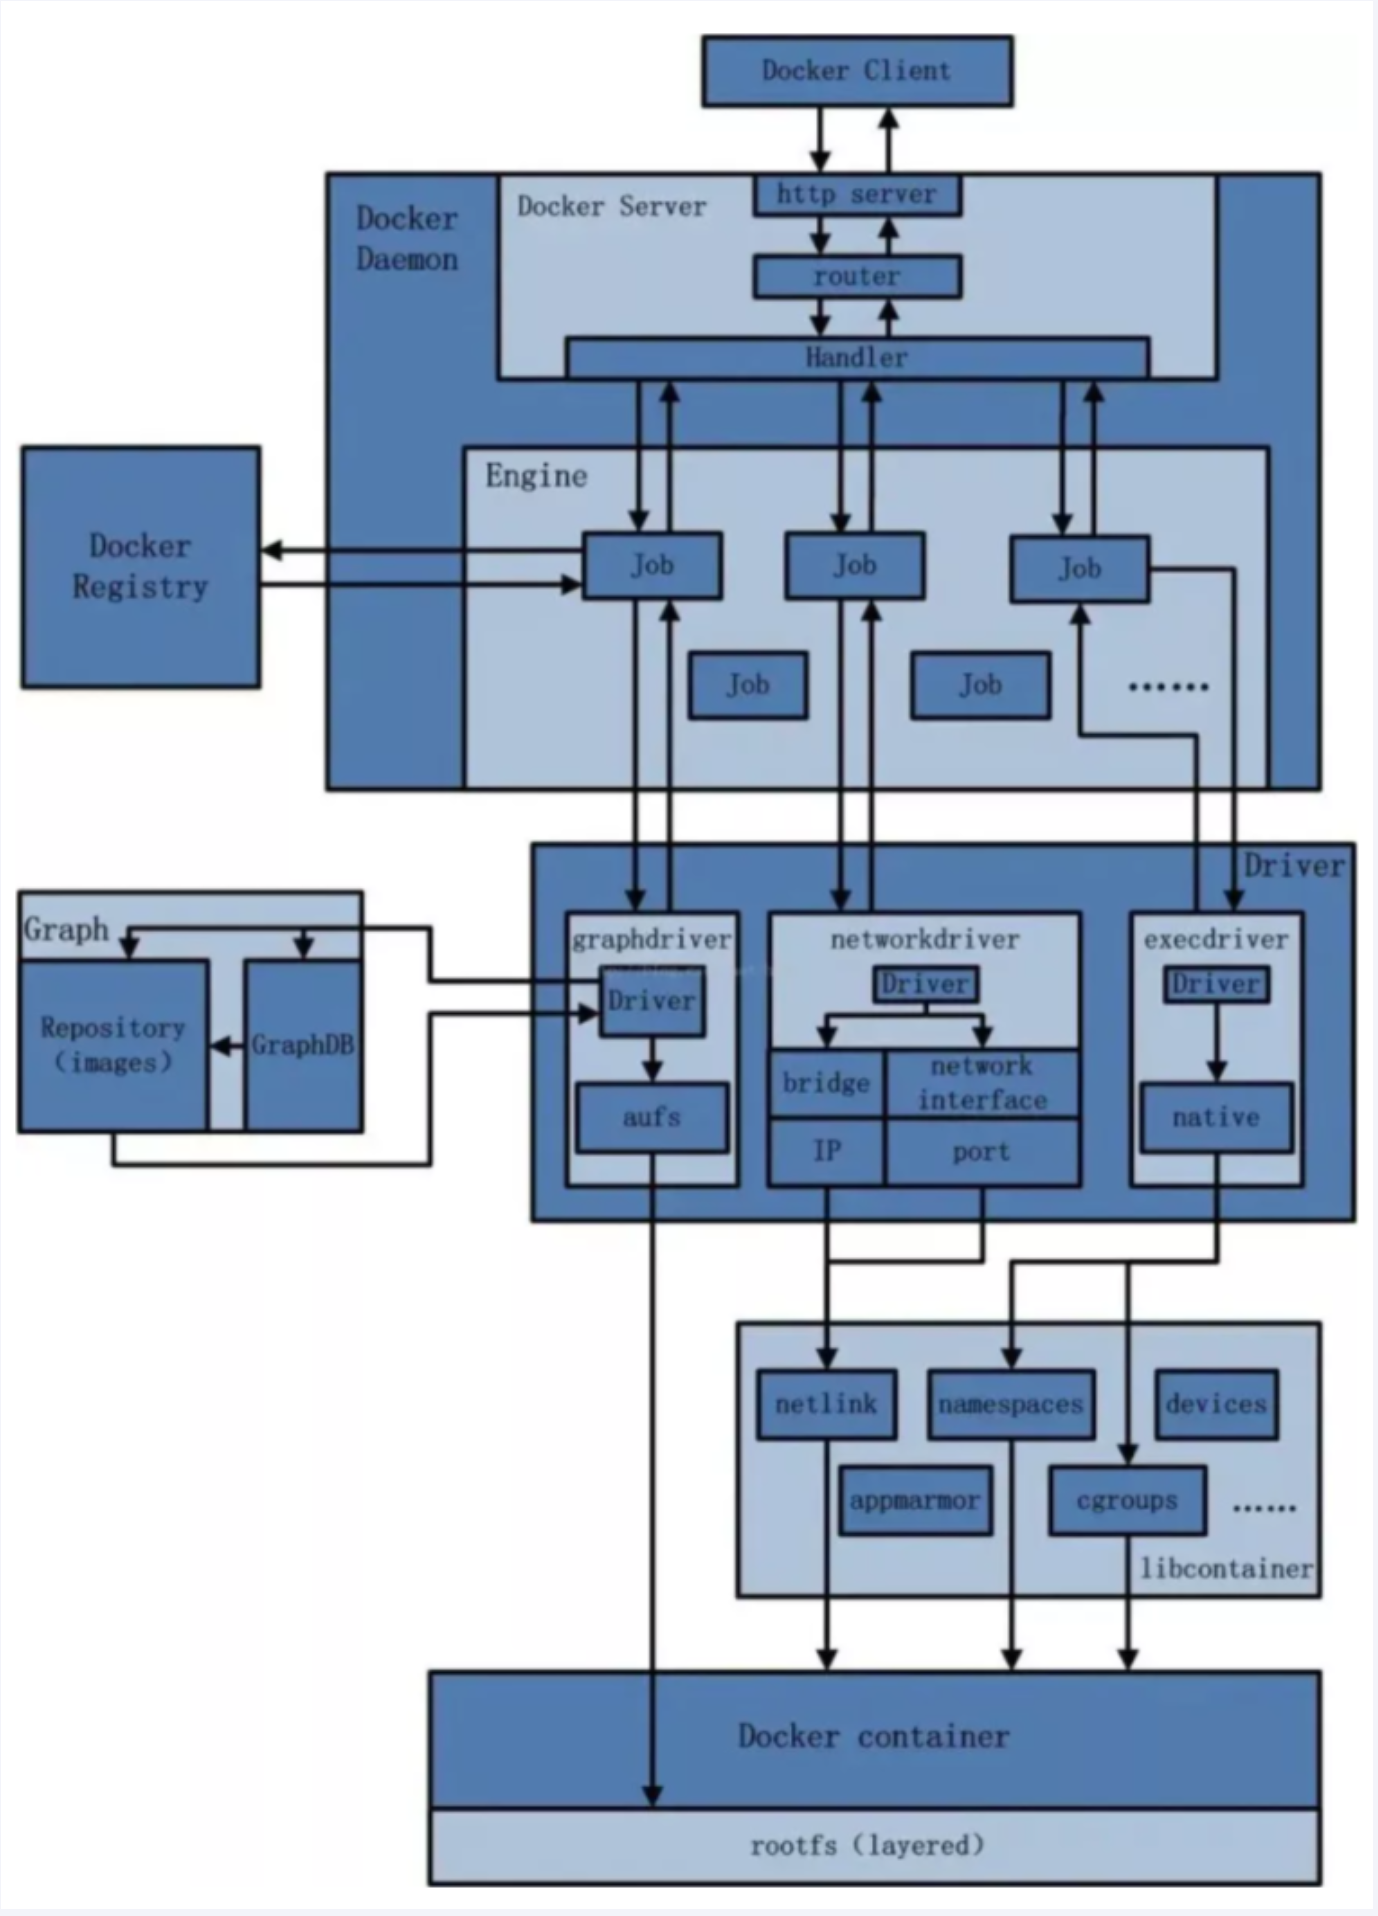 Docker Client
Docker Server
http server
Docker
Daemon
router
Handler
Engine
Docker
Registry
Job
Job
Job
Job
Job
......
Driver
Graph
graphdriver
networkdriver
execdriver
Driver
Driver
Driver
Repository
(images)
GraphDB
bridge
network
interface
aufs
native
IP
port
netlink
namespaces
devices
appmarmor
cgroups
......
libcontainer
Docker container
rootfs (layered)